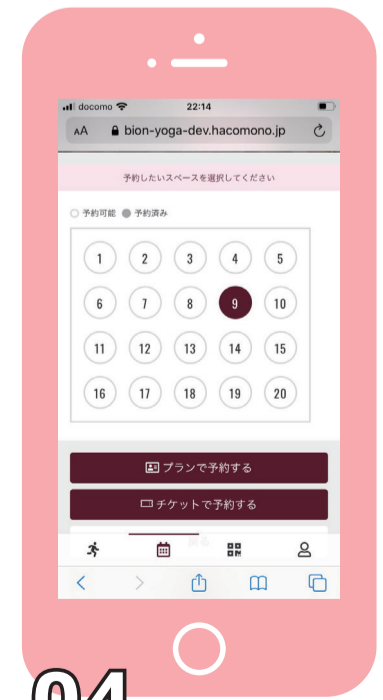 docomo 22:14
AA bion-yoga-dev.hacomono.jp
予約したいスペースを選択してください
予約可能 予約済み
1 2 3 4 5
6 7 8 9 10
11 12 13 14 15
16 17 18 19 20
プランで予約する
チケットで予約する
戻る
04